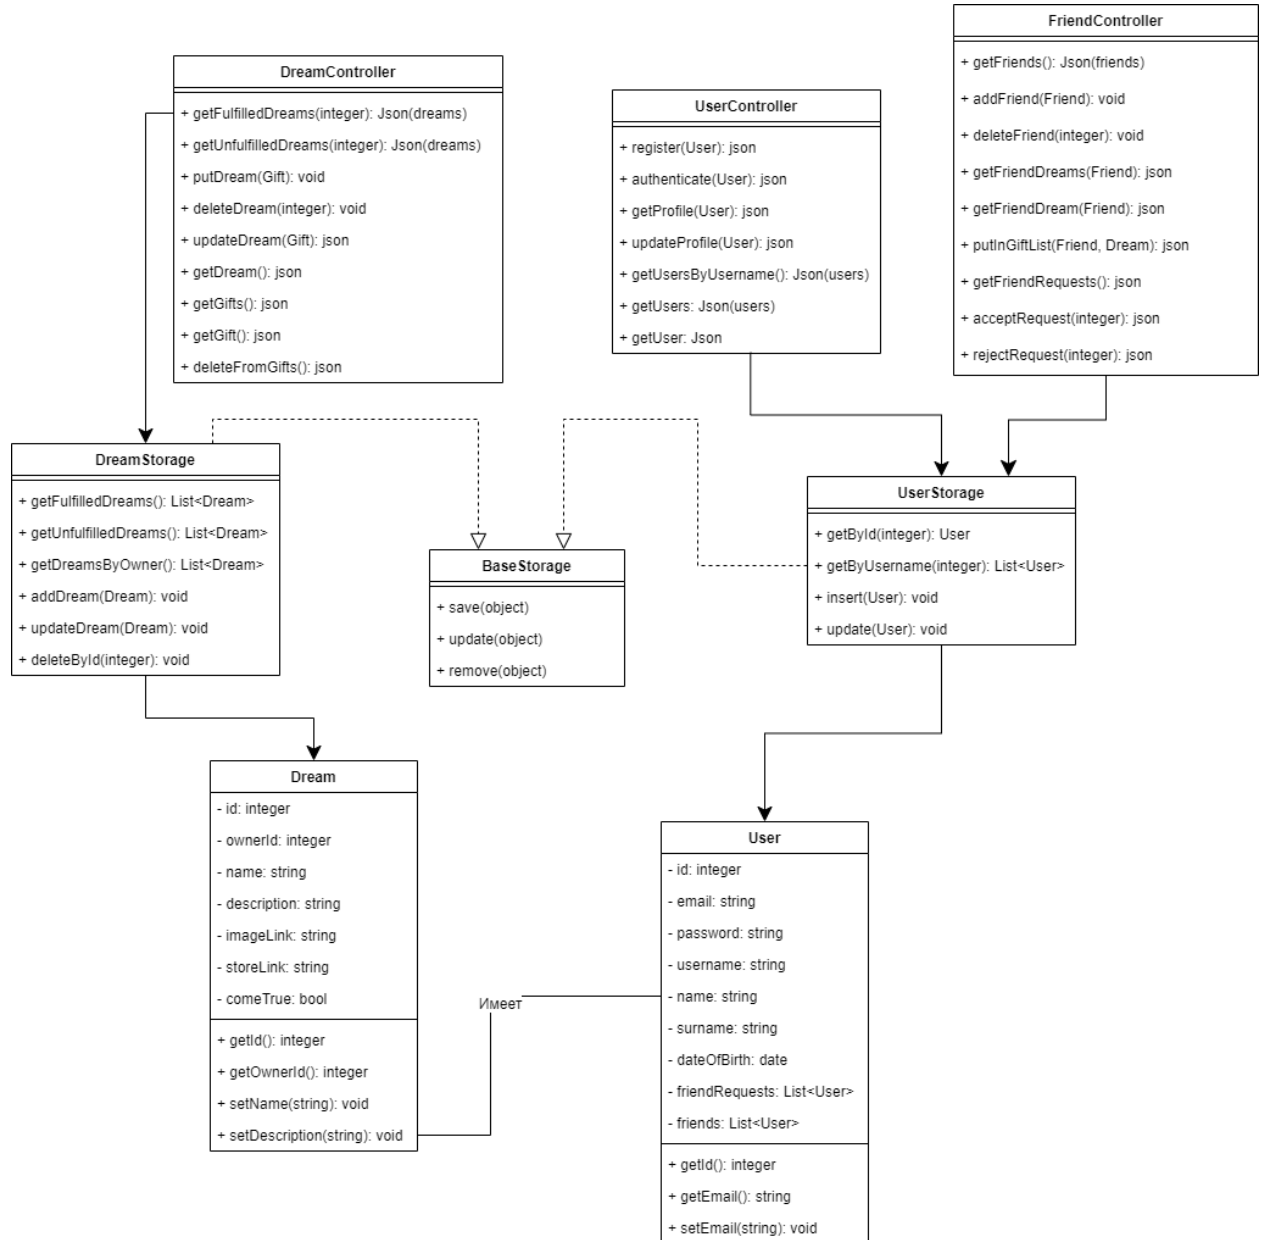 FriendController
+ getFriends(): Json(friends)
+ addFriend(Friend): void
+ deleteFriend(integer): void
+ getFriendDreams(Friend): json
+ getFriendDream(Friend): json
+ putInGiftList(Friend, Dream): json
+ getFriendRequests(): json
+ acceptRequest(integer): json
+ rejectRequest(integer): json
DreamController
+ getFulfilledDreams(integer): Json(dreams)
+ getUnfulfilledDreams(integer): Json(dreams)
+ putDream(Gift): void
+ deleteDream(integer): void
+ updateDream(Gift): json
+ getDream(): json
+ getGifts(): json
+ getGift(): json
+ deleteFromGifts(): json
UserController
+ register(User): json
+ authenticate(User): json
+ getProfile(User): json
+ updateProfile(User): json
+ getUsersByUsername(): Json(users)
+ getUsers: Json(users)
+ getUser: Json
DreamStorage
+ getFulfilledDreams(): List<Dream>
+ getUnfulfilledDreams(): List<Dream>
+ getDreamsByOwner(): List<Dream>
+ addDream(Dream): void
+ updateDream(Dream): void
+ deleteById(integer): void
BaseStorage
+ save(object)
+ update(object)
+ remove(object)
UserStorage
+ getById(integer): User
+ getByUsername(integer): List<User>
+ insert(User): void
+ update(User): void
Dream
- id: integer
- ownerId: integer
- name: string
- description: string
- imageLink: string
- storeLink: string
- comeTrue: bool
+ getId(): integer
+ getOwnerId(): integer
+ setName(string): void
+ setDescription(string): void
Имеет
User
- id: integer
- email: string
- password: string
- username: string
- name: string
- surname: string
- dateOfBirth: date
- friendRequests: List<User>
- friends: List<User>
+ getId(): integer
+ getEmail(): string
+ setEmail(string): void